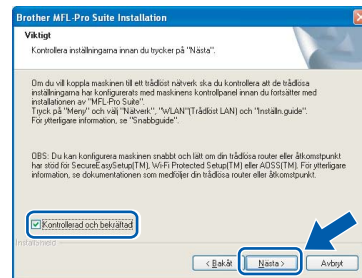 Brother MFL-Pro Suite Installation
Viktigt
Kontrollera inställningarna innan du trycker på "Nästa".
Om du vill koppla maskinen till ett trådlöst nätverk ska du kontrollera att de trådlösa
inställningarna har konfigurerats med maskinens kontrollpanel innan du fortsätter med
installationen av "MFL-Pro Suite".
Tryck på "Meny" och välj "Nätverk", "WLAN"(Trådlöst LAN) och "Inställn.guide".
För ytterligare information, se "Snabbguide".
OBS: Du kan konfigurera maskinen snabbt och lätt om din trådlösa router eller åtkomstpunkt
har stöd för SecureEasySetup(TM), Wi-Fi Protected Setup(TM) eller AOSS(TM). För ytterligare
information, se dokumentationen som medföljer din trådlösa router eller åtkomstpunkt.
Kontrollerad och bekräftad
InstallShield
< Bakåt Nästa > Avbryt